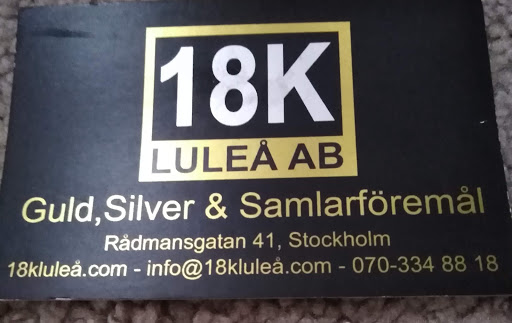 18K
LULEÅ AB
Guld,Silver & Samlarföremål
Rådmansgatan 41, Stockholm
18kluleå.com - info@18kluleå.com - 070-334 88 18